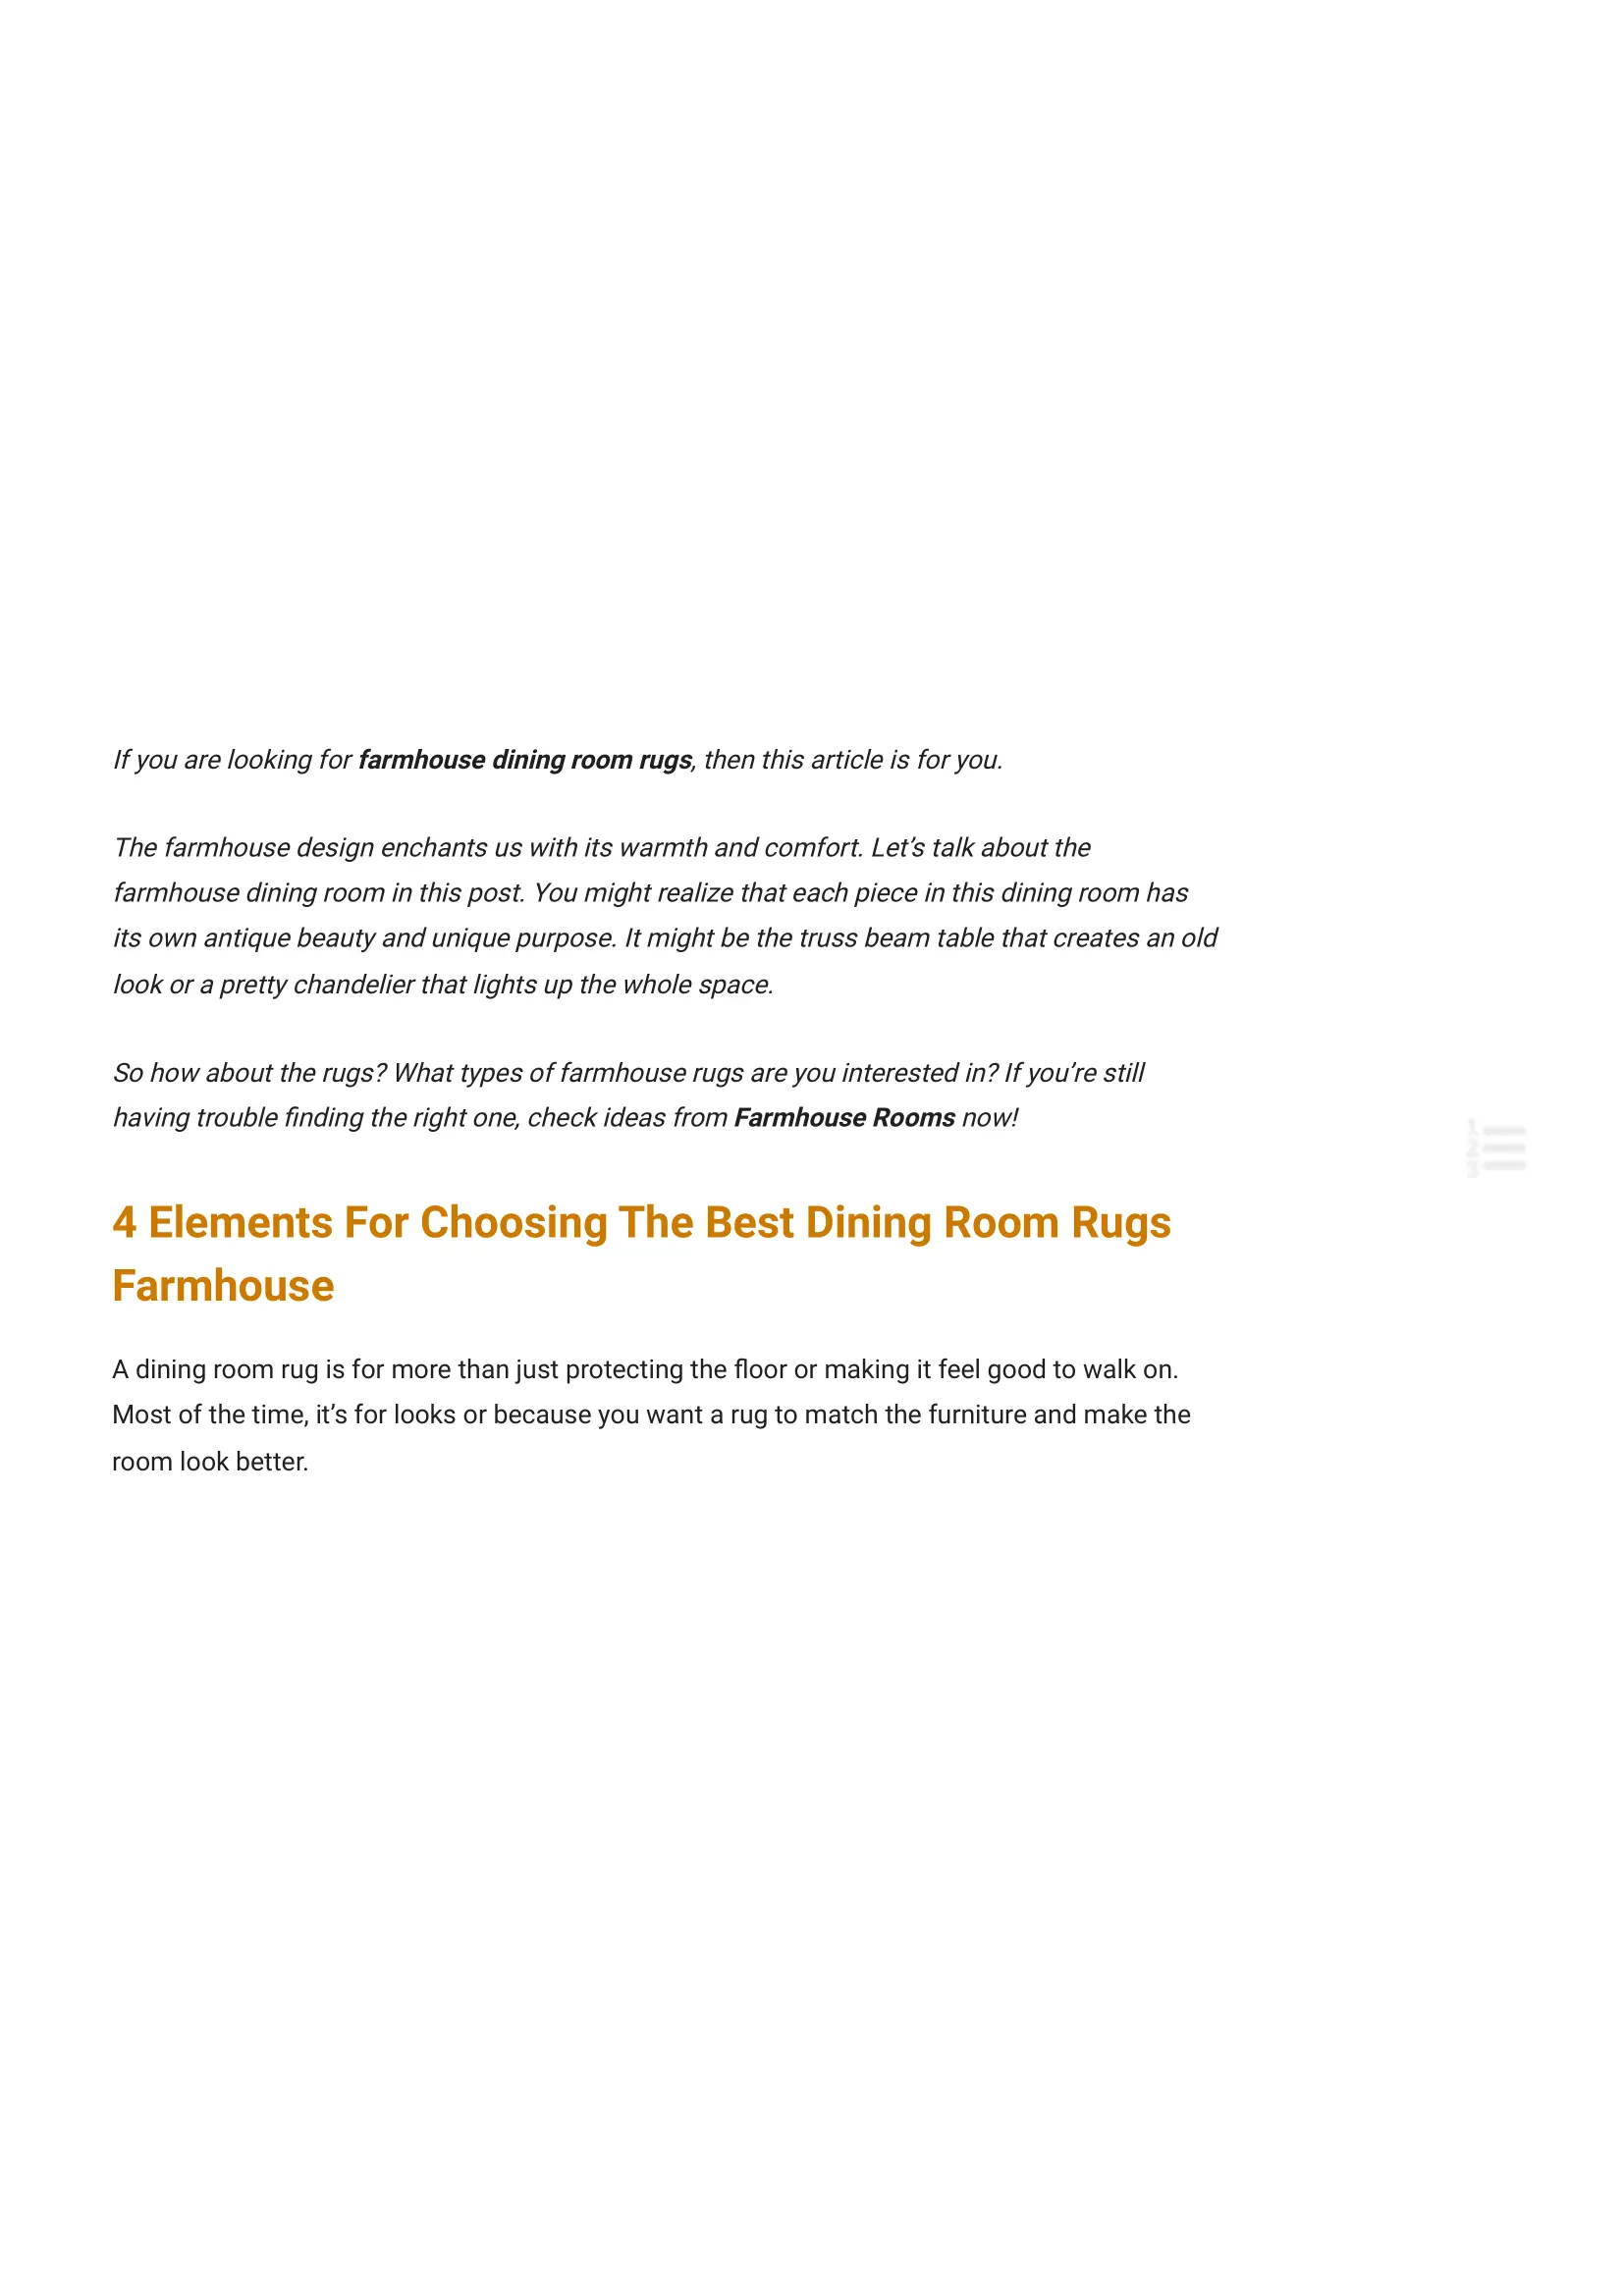 If you are looking for farmhouse dining room rugs, then this article is for you.
The farmhouse design enchants us with its warmth and comfort. Let’s talk about the
farmhouse dining room in this post. You might realize that each piece in this dining room has
its own antique beauty and unique purpose. It might be the truss beam table that creates an old
look or a pretty chandelier that lights up the whole space.
So how about the rugs? What types of farmhouse rugs are you interested in? If you’re still
having trouble finding the right one, check ideas from Farmhouse Rooms now!
1
2
3
4 Elements For Choosing The Best Dining Room Rugs
Farmhouse
A dining room rug is for more than just protecting the floor or making it feel good to walk on.
Most of the time, it’s for looks or because you want a rug to match the furniture and make the
room look better.